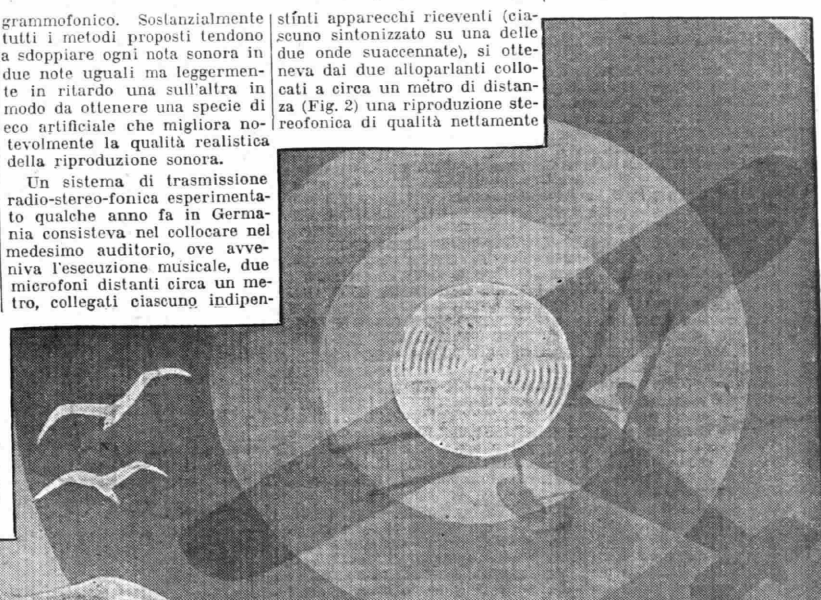 grammofonico. Sostanzialmente
tutti i metodi proposti tendono
a sdoppiare ogni nota sonora in
due note uguali ma leggermen-
te in ritardo una sull'altra in
modo da ottenere una specie di
eco artificiale che migliora no-
tevolmente la qualità realistica
della riproduzione sonora.
Un sistema di trasmissione
radio-stereo-fonica esperimenta-
to qualche anno fa in Germa-
nia consisteva nel collocare nel
medesimo auditorio, ove avve-
niva l'esecuzione musicale, due
microfoni distanti circa un me-
tro, collegati ciascuno indipen-
stinti apparecchi riceventi (cia-
scuno sintonizzato su una delle
due onde suaccennate), si otte-
neva dai due altoparlanti collo-
cati a circa un metro di distan-
za (Fig. 2) una riproduzione ste-
reofonica di qualità nettamente